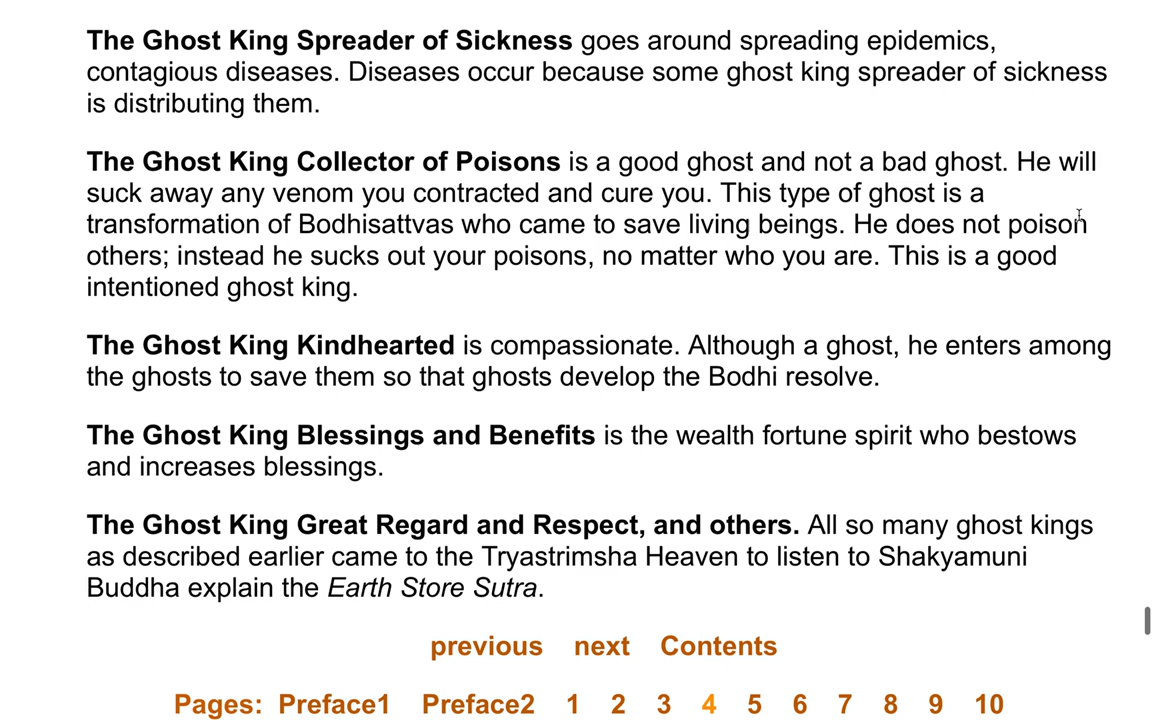 The Ghost King Spreader of Sickness goes around spreading epidemics,
contagious diseases. Diseases occur because some ghost king spreader of sickness
is distributing them.
The Ghost King Collector of Poisons is a good ghost and not a bad ghost. He will
suck away any venom you contracted and cure you. This type of ghost is a
transformation of Bodhisattvas who came to save living beings. He does not poison
others; instead he sucks out your poisons, no matter who you are. This is a good
intentioned ghost king.
The Ghost King Kindhearted is compassionate. Although a ghost, he enters among
the ghosts to save them so that ghosts develop the Bodhi resolve.
The Ghost King Blessings and Benefits is the wealth fortune spirit who bestows
and increases blessings.
The Ghost King Great Regard and Respect, and others. All so many ghost kings
as described earlier came to the Tryastrimsha Heaven to listen to Shakyamuni
Buddha explain the Earth Store Sutra.
previous next Contents
Pages: Preface1 Preface2 1 2 3 4 5 6 7 8 9 10